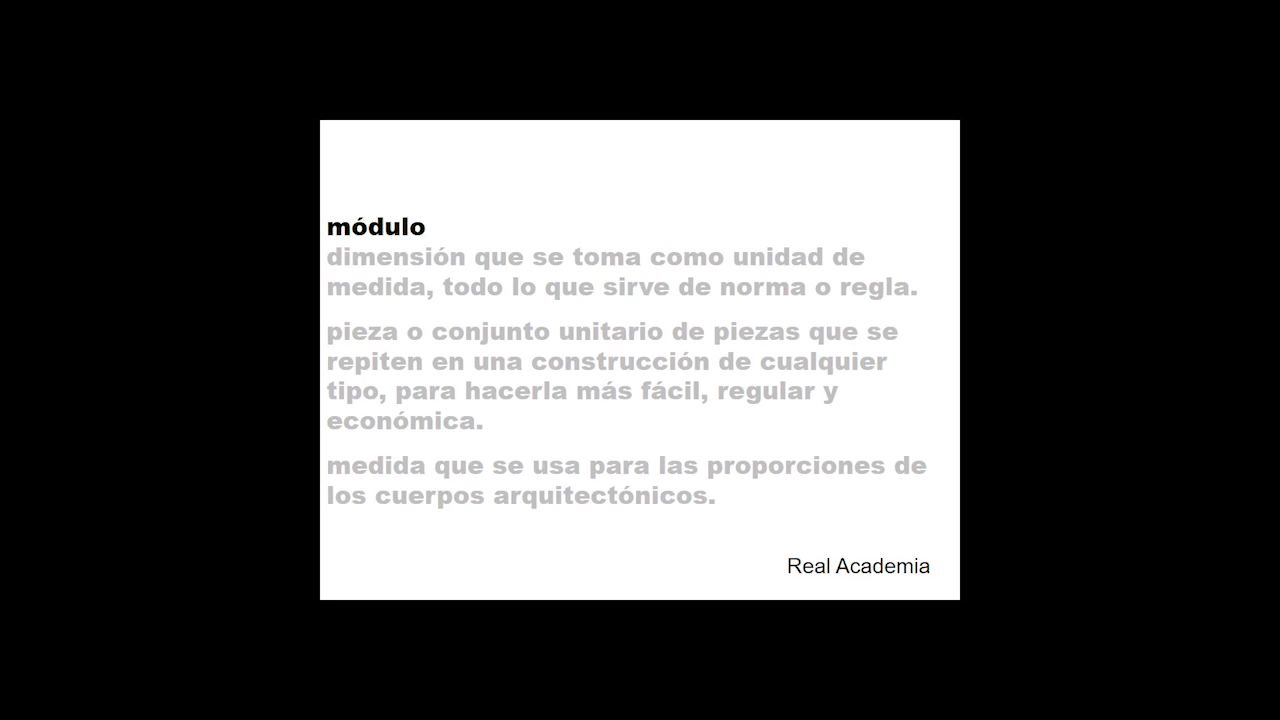 módulo
dimensión que se toma como unidad de
medida, todo lo que sirve de norma o regla.
pieza o conjunto unitario de piezas que se
repiten en una construcción de cualquier
tipo, para hacerla más fácil, regular y
económica.
medida que se usa para las proporciones de
los cuerpos arquitectónicos.
Real Academia